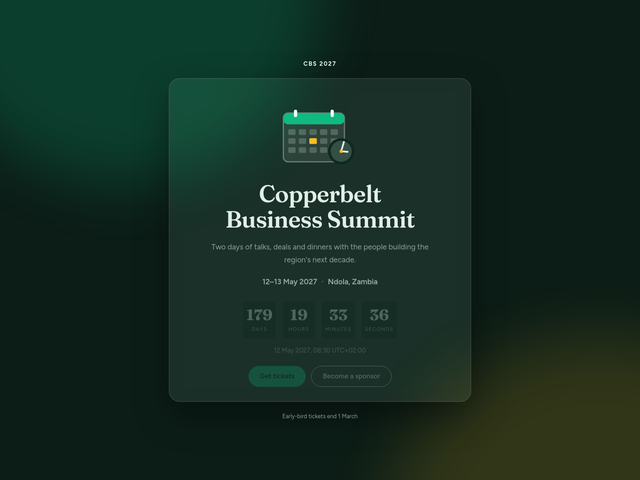 CBS 2027
Copperbelt
Business Summit
Two days of talks, deals and dinners with the people building the
region's next decade.
12–13 May 2027 · Ndola, Zambia
179 19 33 36
DAYS HOURS MINUTES SECONDS
12 May 2027, 08:30 UTC+02:00
Get tickets Become a sponsor
Early-bird tickets end 1 March